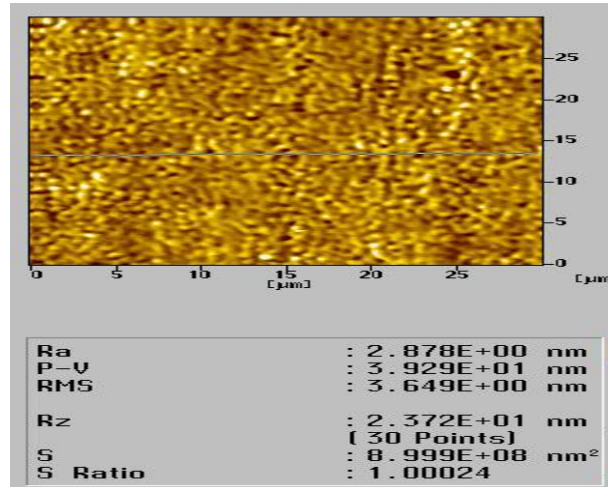 25
20
15
10
5
0
0 5 10 15 20 25
[µm] [µm
Ra : 2.878E+00 nm
P-V : 3.929E+01 nm
RMS : 3.649E+00 nm
Rz : 2.372E+01 nm
[ 30 Points]
S : 8.999E+08 nm²
S Ratio : 1.00024